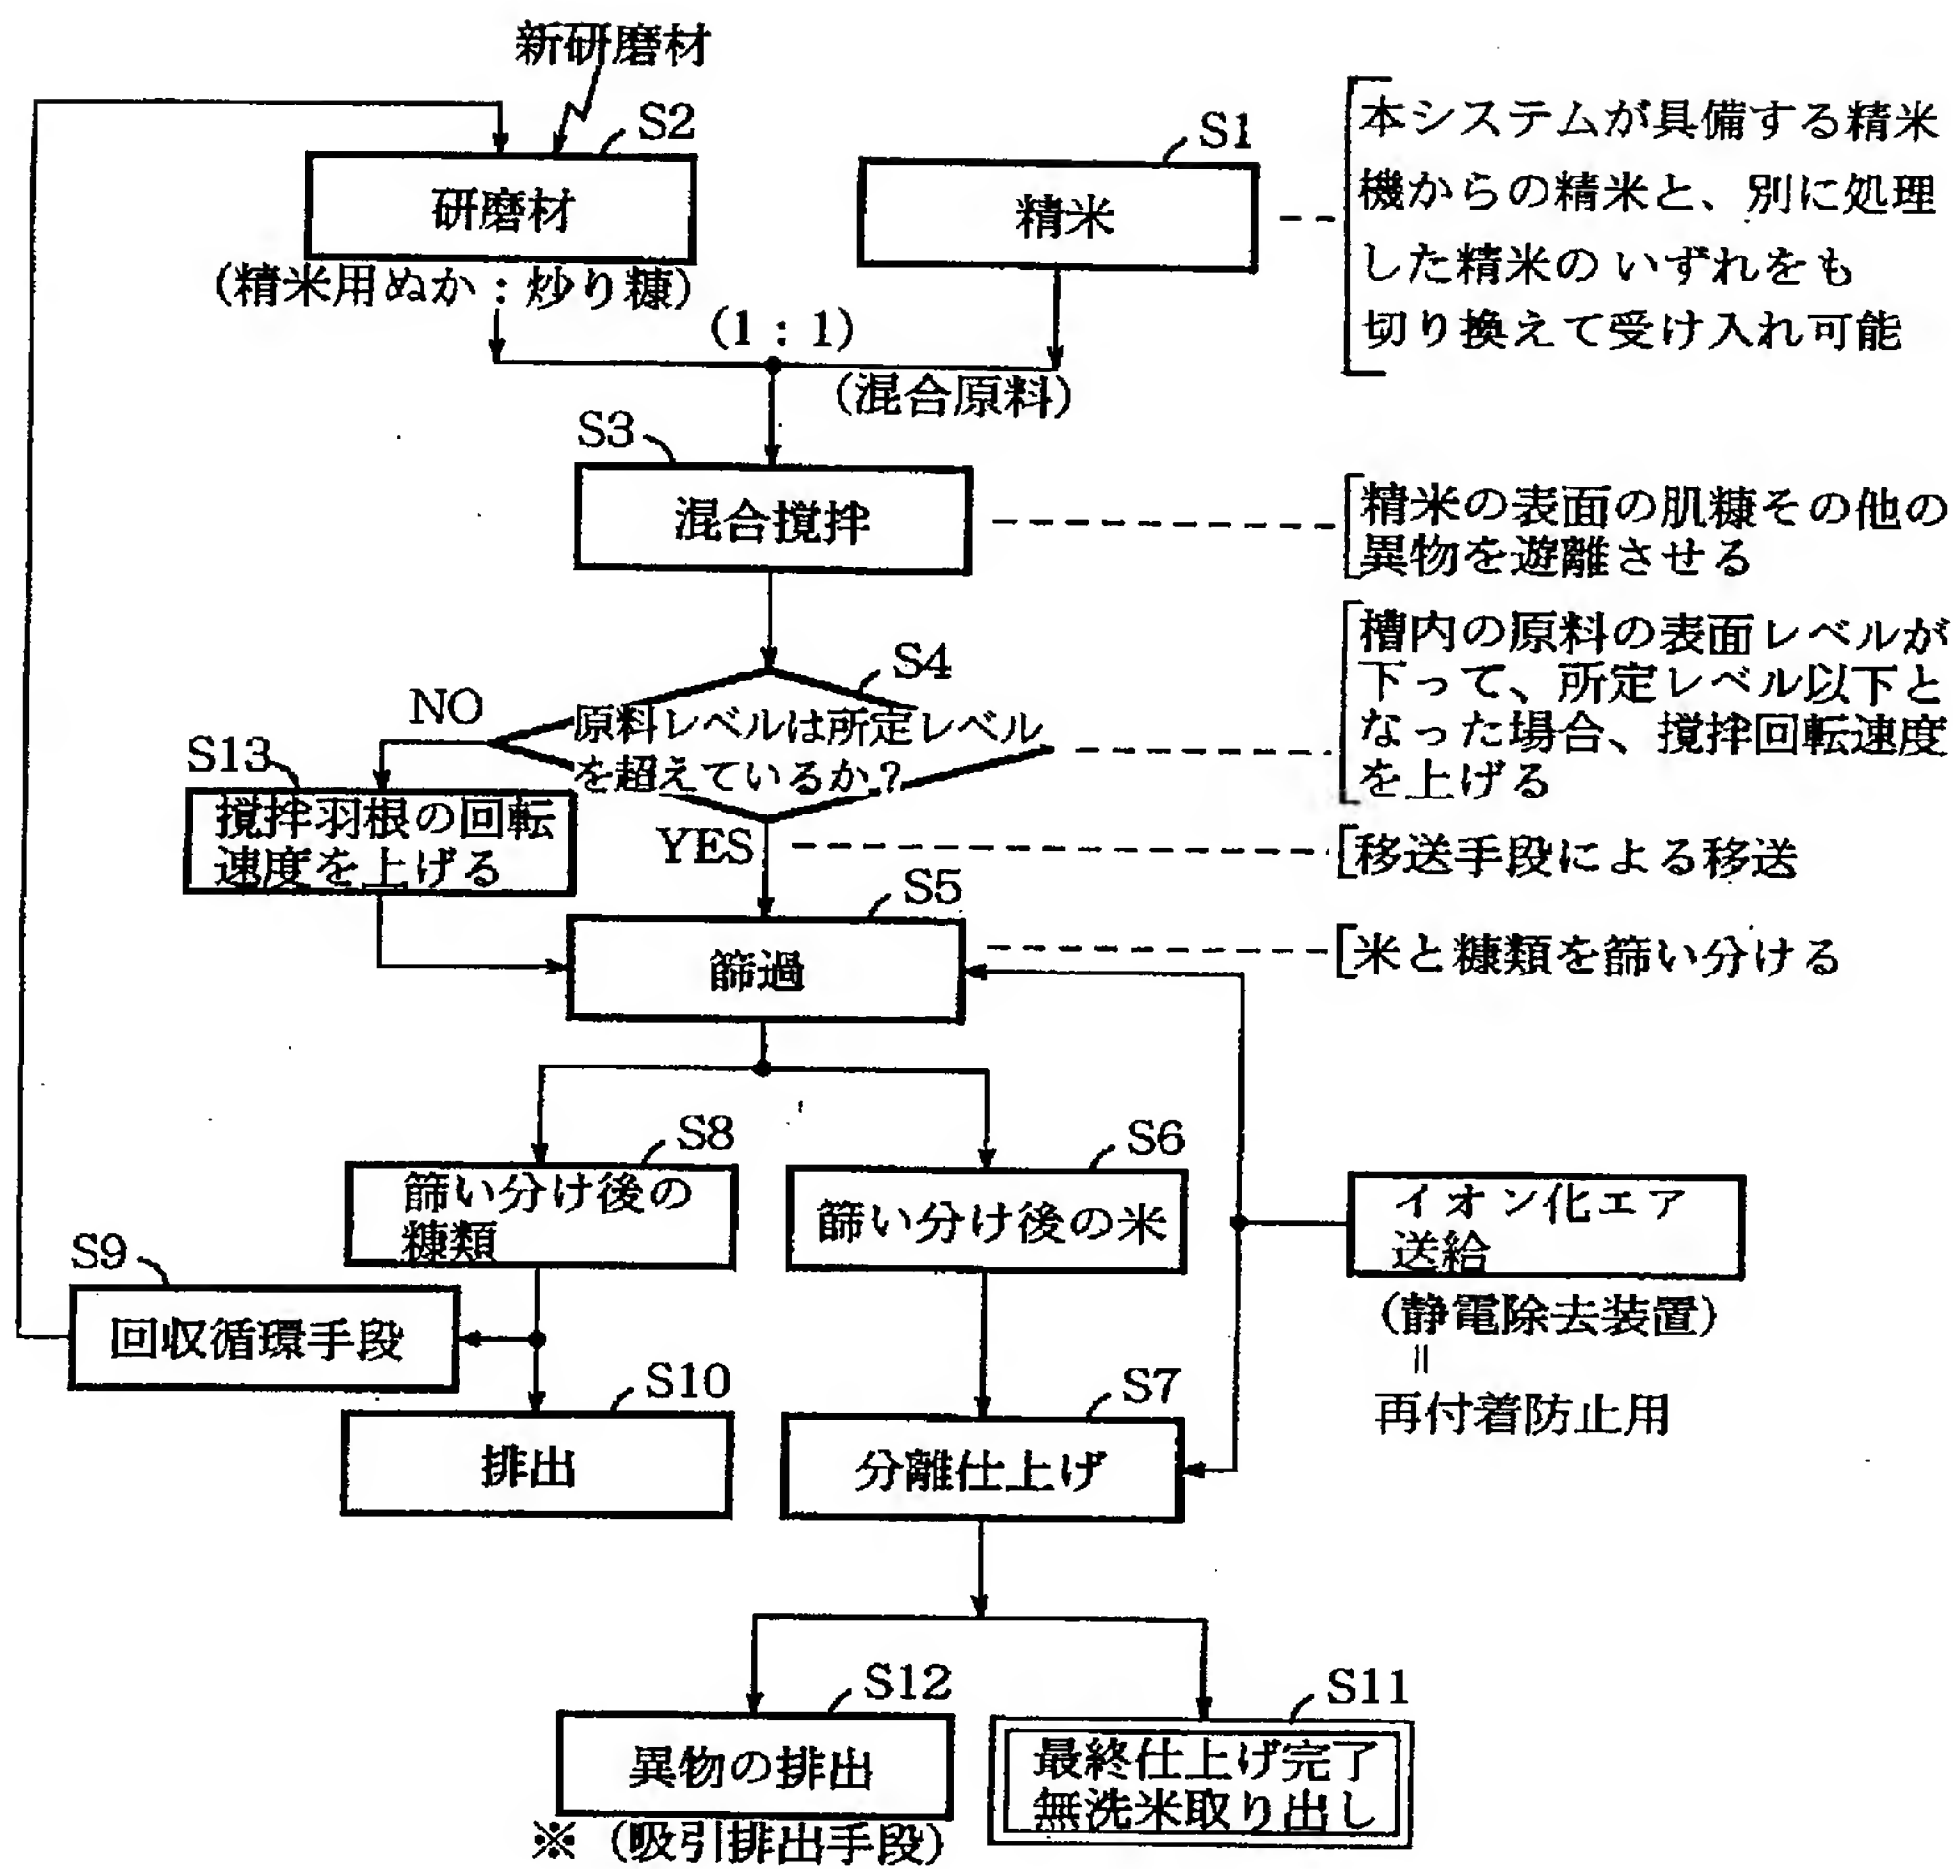 新研磨材
S2
研磨材
(精米用ぬか：炒り糠)
S1
精米
本システムが具備する精米
機からの精米と、別に処理
した精米のいずれをも
切り換えて受け入れ可能
(1：1)
(混合原料)
S3
混合撹拌
精米の表面の肌糠その他の
異物を遊離させる
S4
原料レベルは所定レベル
を超えているか？
NO
YES
槽内の原料の表面レベルが
下って、所定レベル以下と
なった場合、撹拌回転速度
を上げる
S13
撹拌羽根の回転
速度を上げる
移送手段による移送
S5
篩過
米と糠類を篩い分ける
S8
篩い分け後の
糠類
S6
篩い分け後の米
イオン化エア
送給
(静電除去装置)
＝
再付着防止用
S9
回収循環手段
S10
排出
S7
分離仕上げ
S12
異物の排出
※(吸引排出手段)
S11
最終仕上げ完了
無洗米取り出し